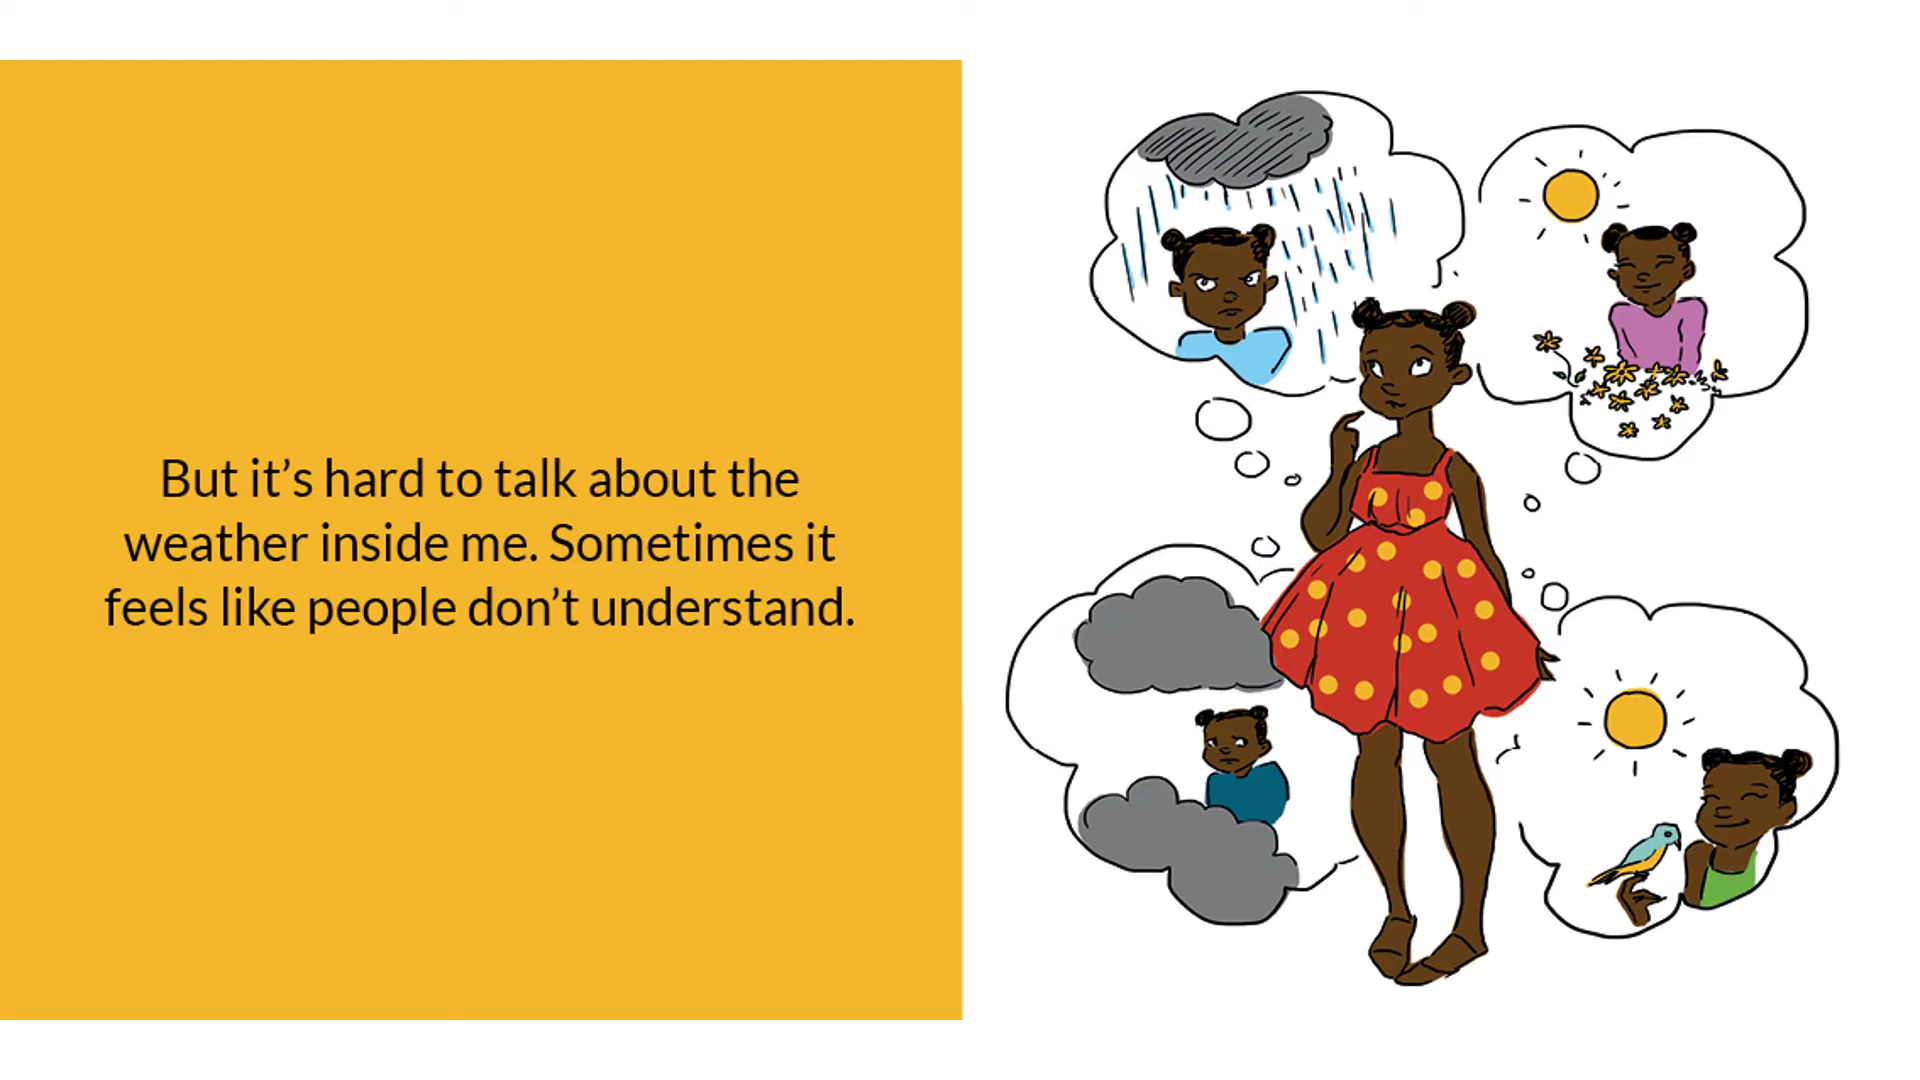 But it’s hard to talk about the
weather inside me. Sometimes it
feels like people don’t understand.